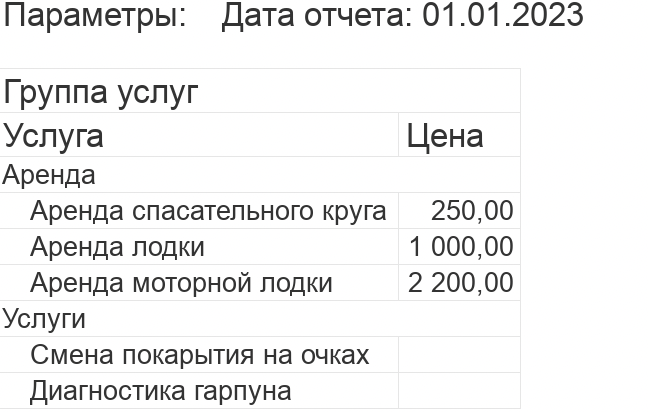 Параметры: Дата отчета: 01.01.2023
Группа услуг
Услуга Цена
Аренда
Аренда спасательного круга 250,00
Аренда лодки 1 000,00
Аренда моторной лодки 2 200,00
Услуги
Смена покарытия на очках
Диагностика гарпуна